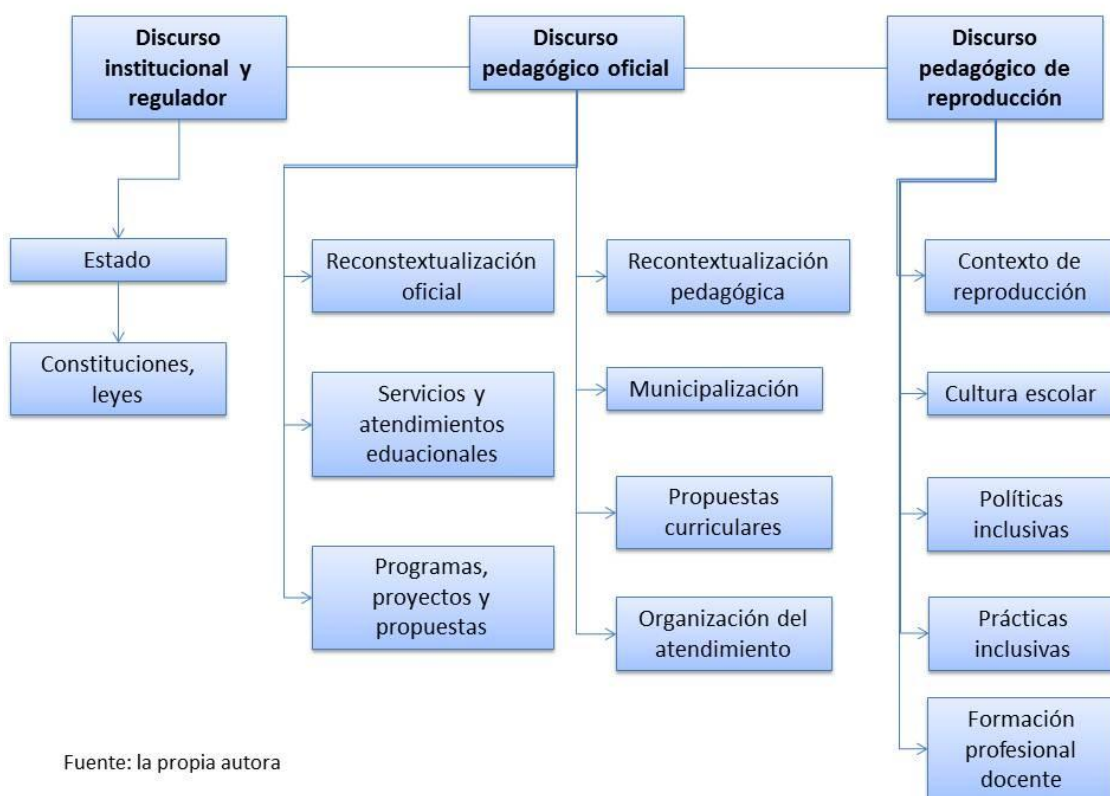 Discurso
institucional y
regulador
Discurso
pedagógico oficial
Discurso
pedagógico de
reproducción
Estado
Constituciones,
leyes
Reconstextualización
oficial
Servicios y
atendimientos
eduacionales
Programas,
proyectos y
propuestas
Recontextualización
pedagógica
Municipalización
Propuestas
curriculares
Organización del
atendimiento
Contexto de
reproducción
Cultura escolar
Políticas
inclusivas
Prácticas
inclusivas
Formación
profesional
docente
Fuente: la propia autora